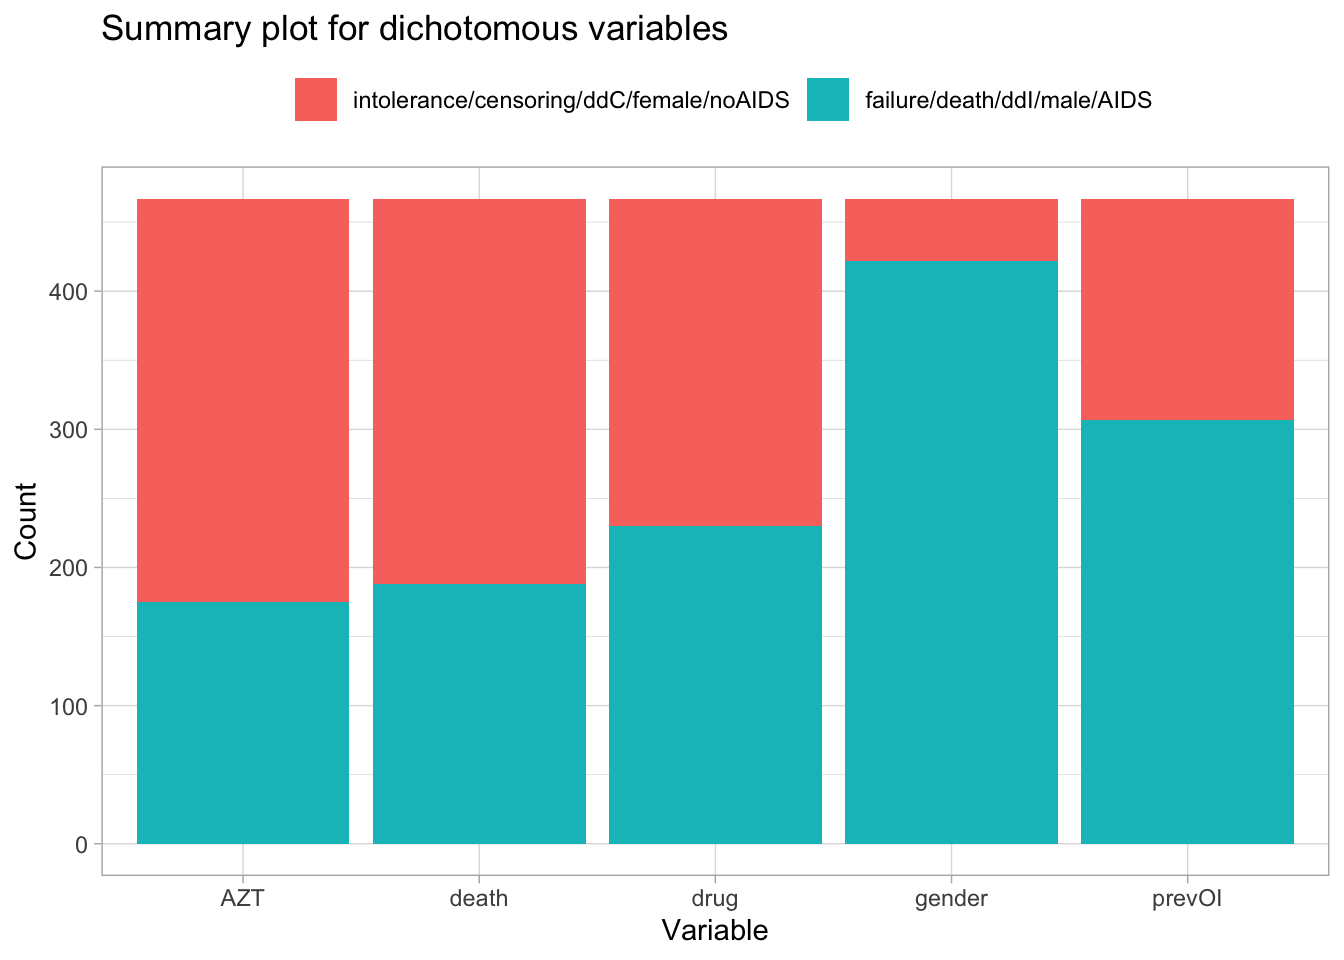 Summary plot for dichotomous variables
intolerance/censoring/ddC/female/noAIDS failure/death/ddI/male/AIDS
400
300
200
100
0
Count
AZT death drug gender prevOI
Variable